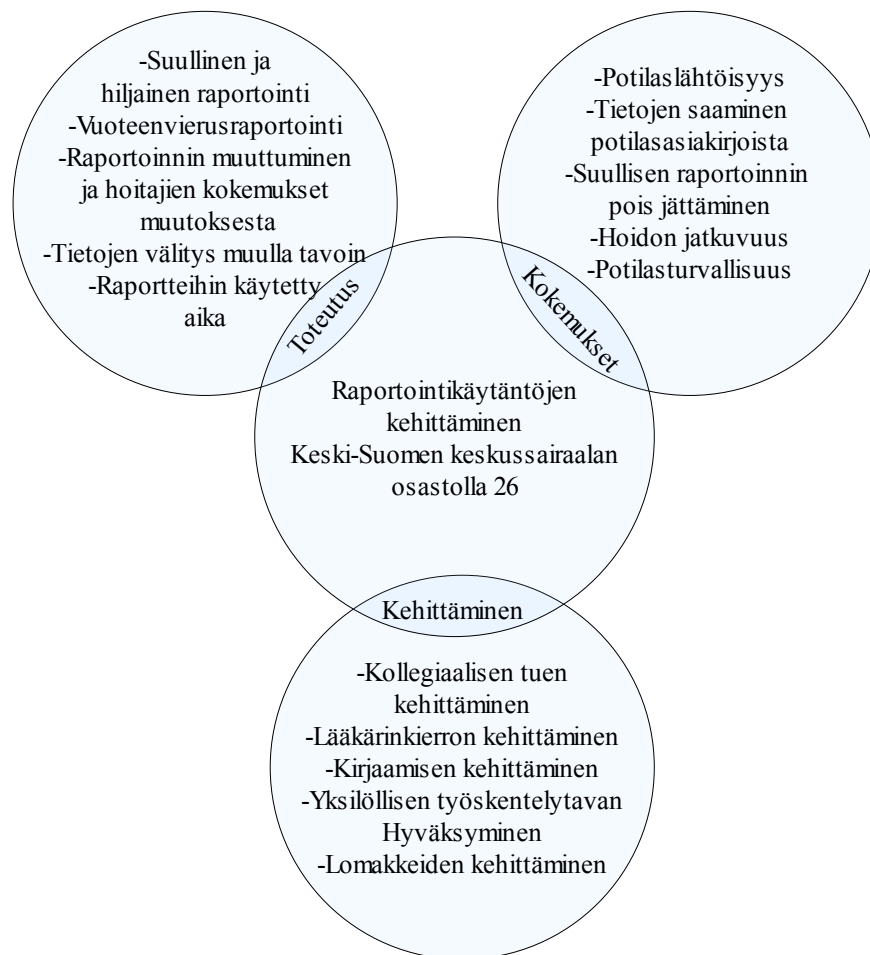 -Suullinen ja
hiljainen raportointi
-Vuoteenvierusraportointi
-Raportoinnin muuttuminen
ja hoitajien kokemukset
muutoksesta
-Tietojen välitys muulla tavoin
-Raportteihin käytetty
aika
Toteutus
-Potilaslähtöisyys
-Tietojen saaminen
potilasasiakirjoista
-Suullisen raportoinnin
pois jättäminen
-Hoidon jatkuvuus
-Potilasturvallisuus
Kokemukset
Raportointikäytäntöjen
kehittäminen
Keski-Suomen keskussairaalan
osastolla 26
Kehittäminen
-Kollegiaalisen tuen
kehittäminen
-Lääkärinkierron kehittäminen
-Kirjaamisen kehittäminen
-Yksilöllisen työskentelytavan
Hyväksyminen
-Lomakkeiden kehittäminen